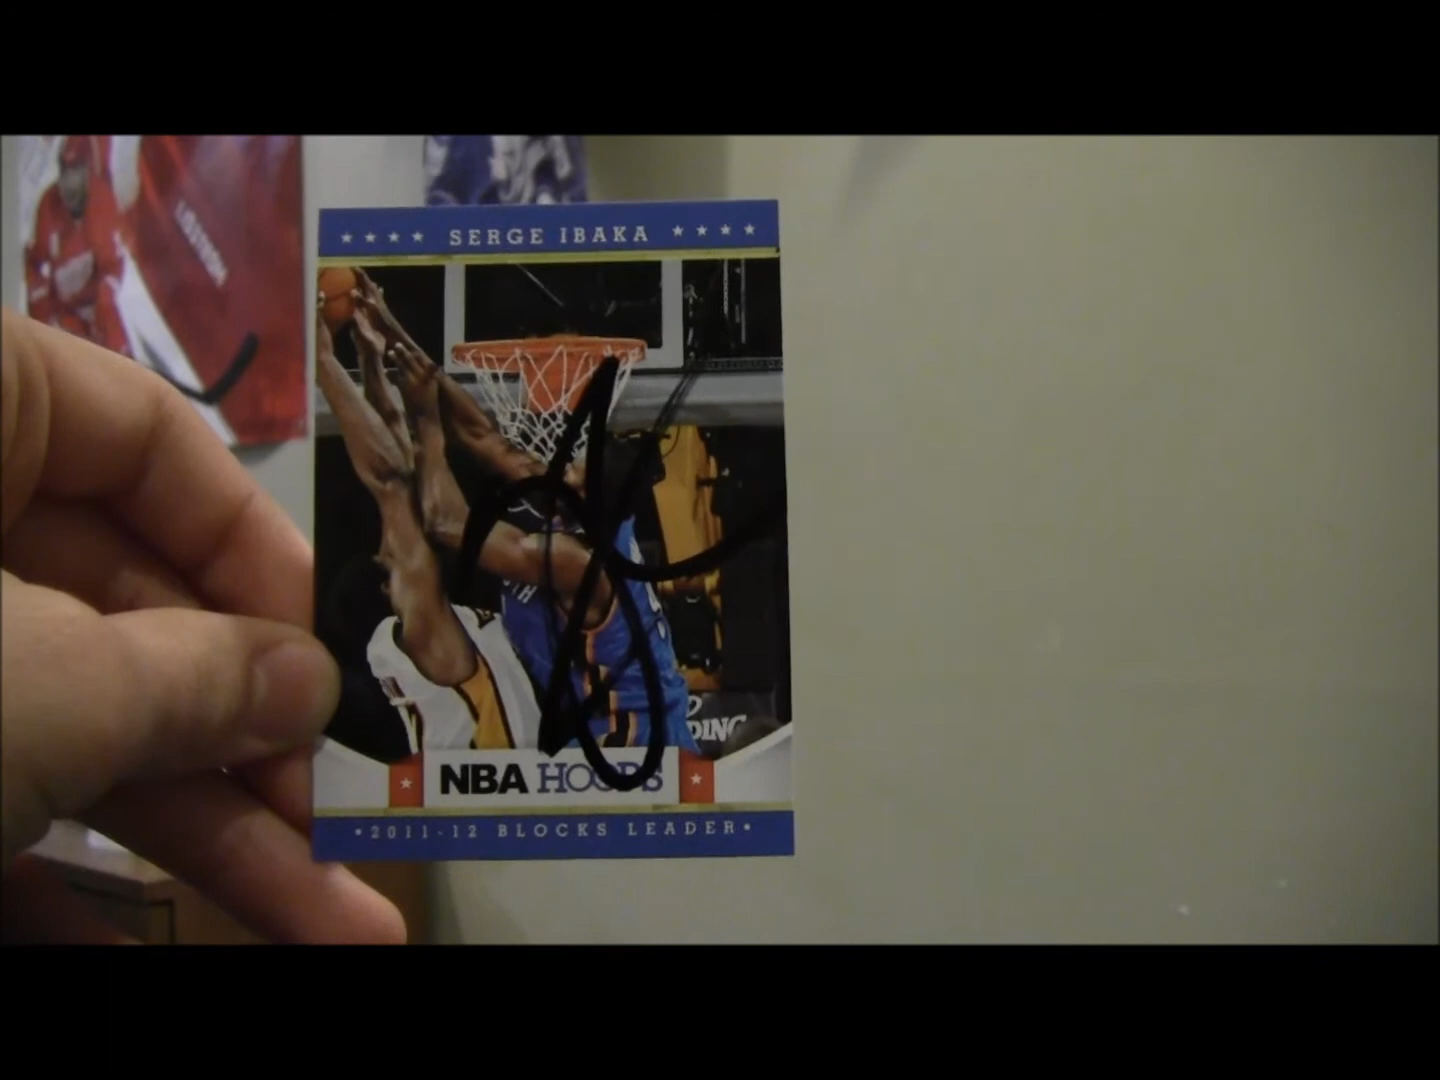 ★★★★ SERGE IBAKA ★★★★
NBA HOOPS
•2011-12 BLOCKS LEADER•